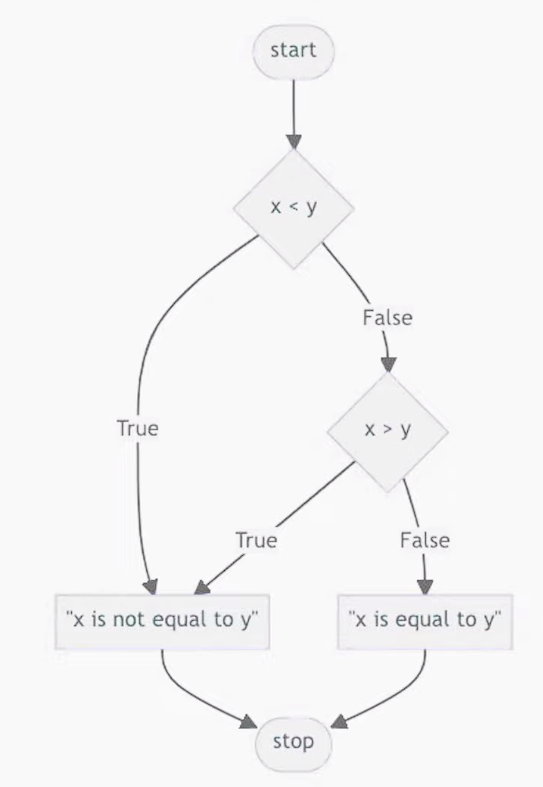 start
x < y
False
True
x > y
True
False
"x is not equal to y"
"x is equal to y"
stop